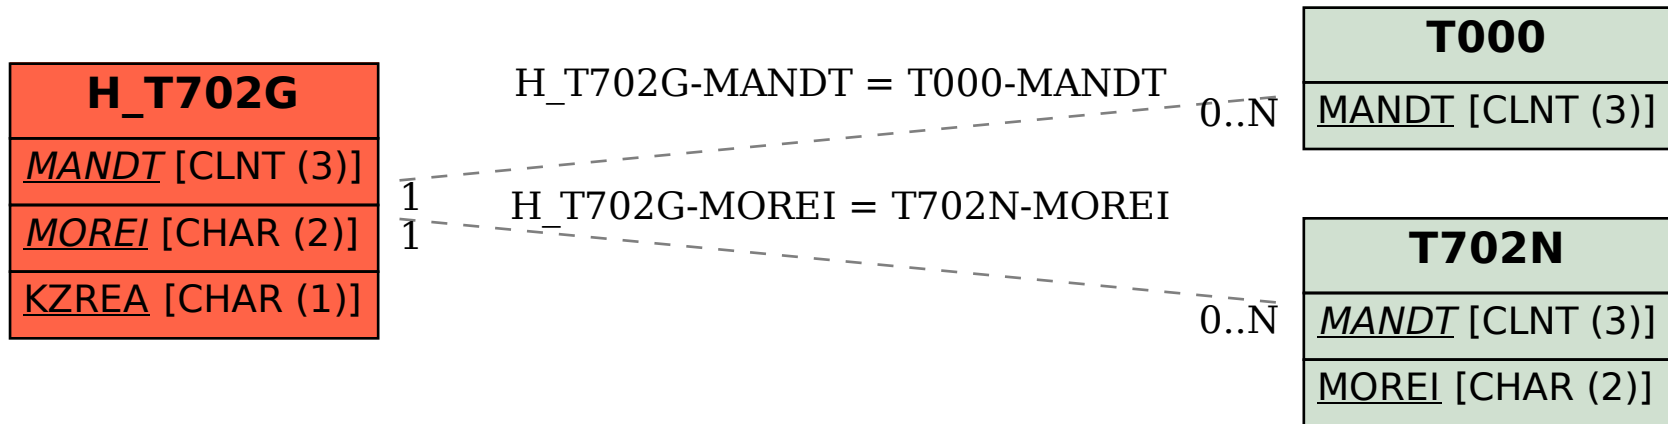 H_T702G
MANDT [CLNT (3)]
MOREI [CHAR (2)]
KZREA [CHAR (1)]
H_T702G-MANDT = T000-MANDT
0..N
1
H_T702G-MOREI = T702N-MOREI
1
0..N
T000
MANDT [CLNT (3)]
T702N
MANDT [CLNT (3)]
MOREI [CHAR (2)]